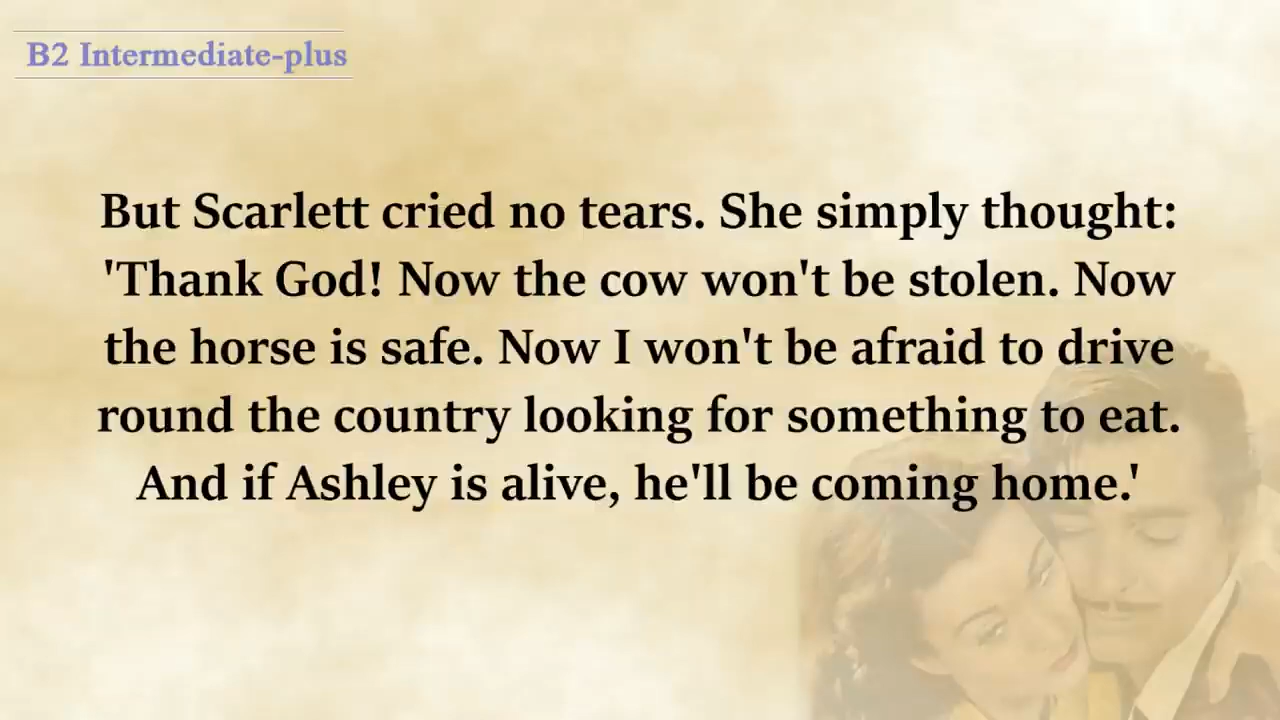 B2 Intermediate-plus
But Scarlett cried no tears. She simply thought:
'Thank God! Now the cow won't be stolen. Now
the horse is safe. Now I won't be afraid to drive
round the country looking for something to eat.
And if Ashley is alive, he'll be coming home.'